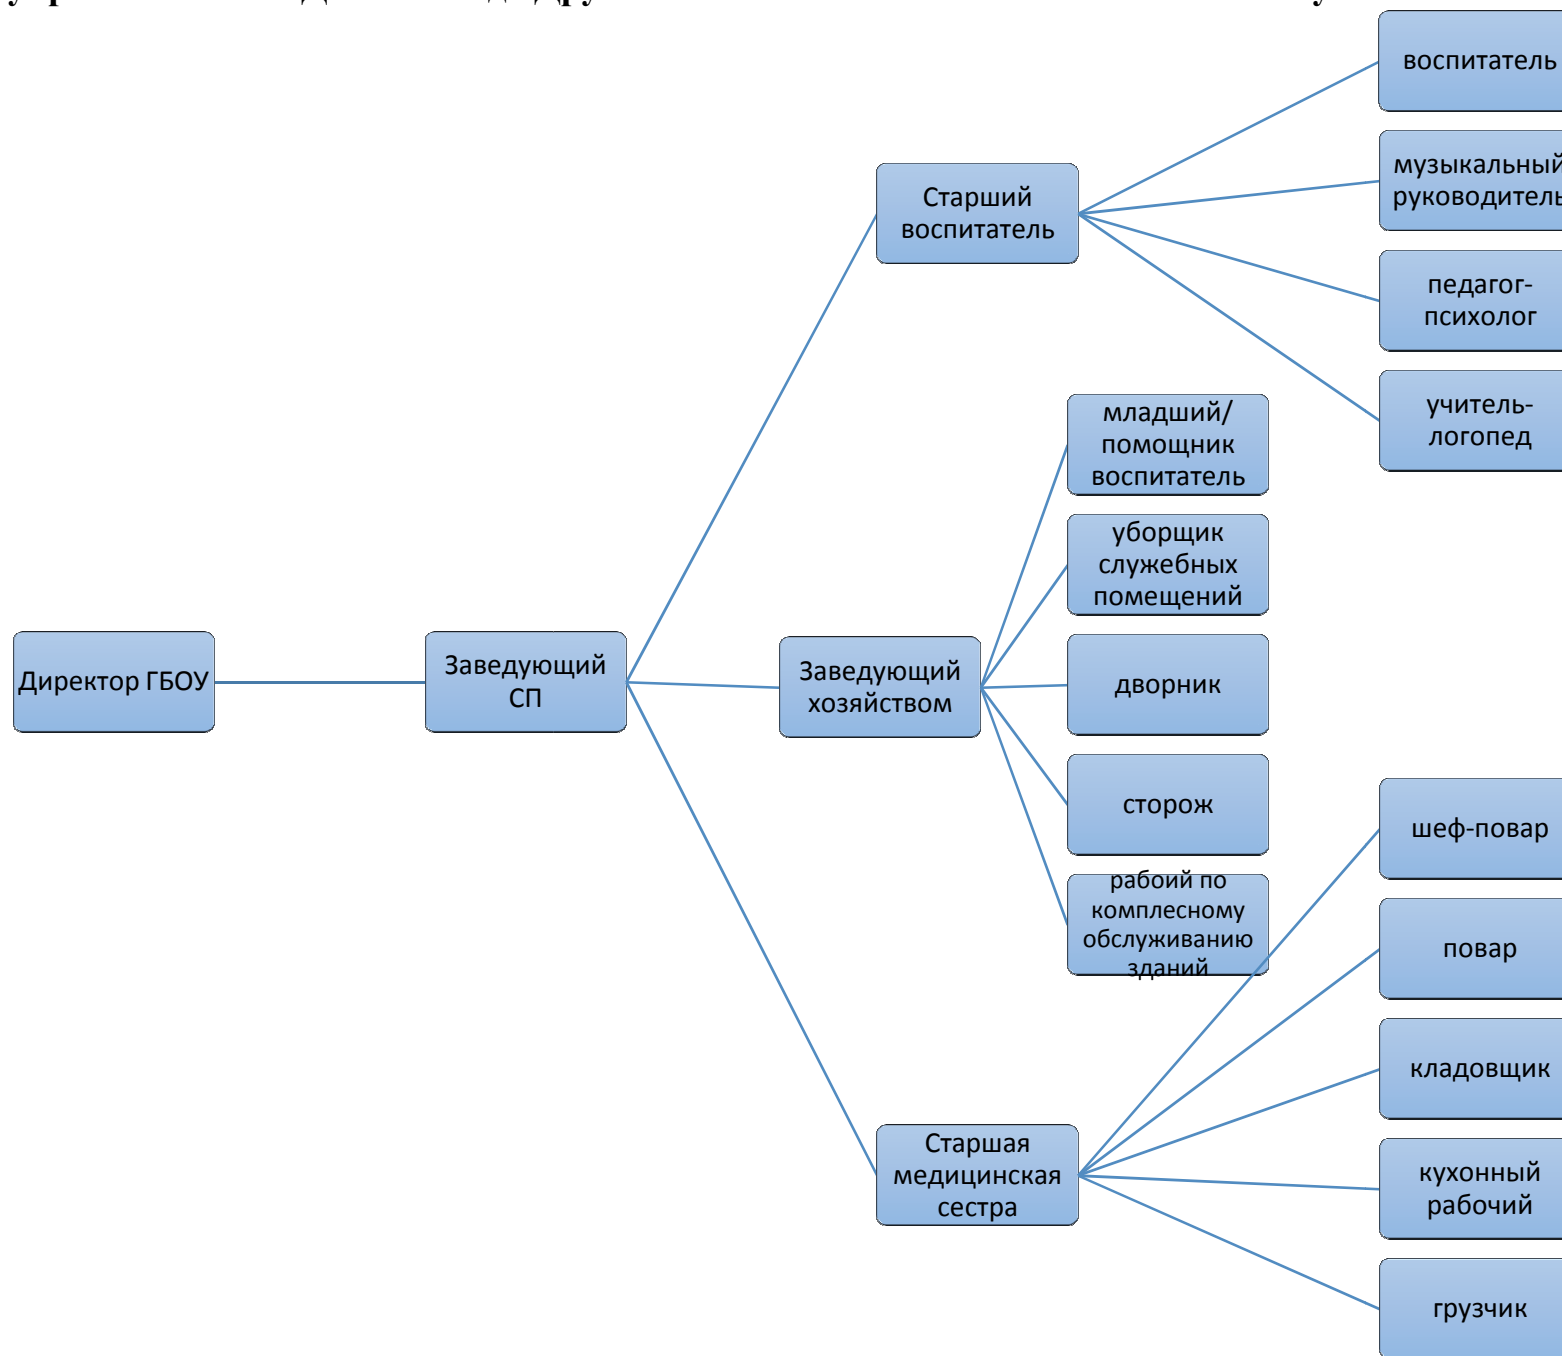 воспитатель
музыкальный
руководитель
Старший
воспитатель
педагог-
психолог
учитель-
логопед
младший/
помощник
воспитатель
уборщик
служебных
помещений
Директор ГБОУ
Заведующий
СП
Заведующий
хозяйством
дворник
сторож
рабоий по
комплесному
обслуживанию
зданий
шеф-повар
повар
кладовщик
Старшая
медицинская
сестра
кухонный
рабочий
грузчик